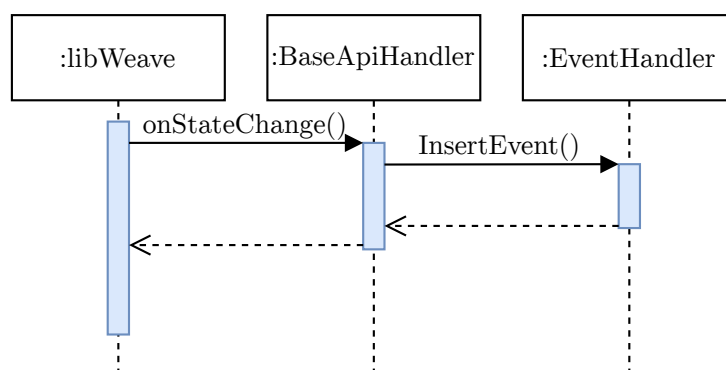 :libWeave
:BaseApiHandler
:EventHandler
onStateChange()
InsertEvent()